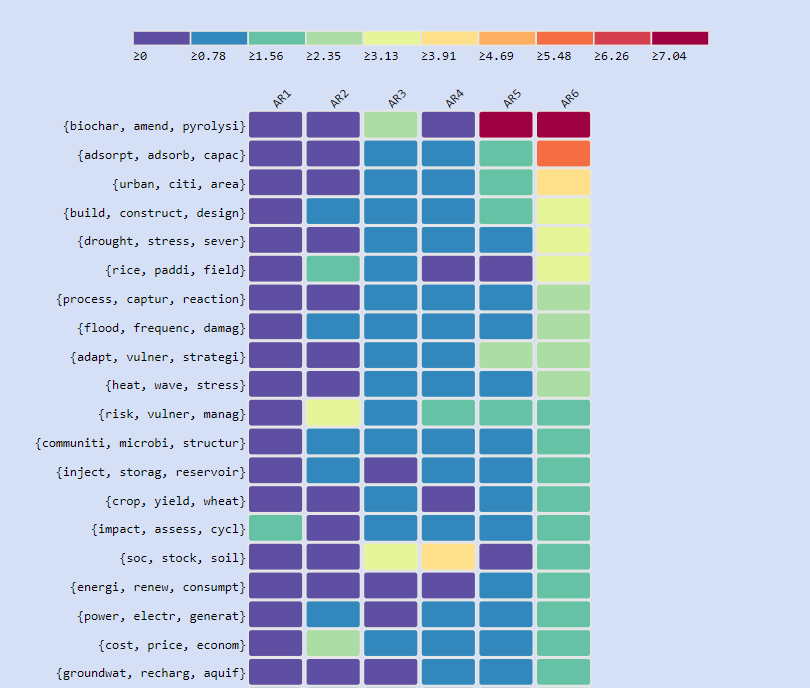 ≥0 ≥0.78 ≥1.56 ≥2.35 ≥3.13 ≥3.91 ≥4.69 ≥5.48 ≥6.26 ≥7.04
AR1 AR2 AR3 AR4 AR5 AR6
{biochar, amend, pyrolysi}
{adsorpt, adsorb, capac}
{urban, citi, area}
{build, construct, design}
{drought, stress, sever}
{rice, paddi, field}
{process, captur, reaction}
{flood, frequenc, damag}
{adapt, vulner, strategi}
{heat, wave, stress}
{risk, vulner, manag}
{communiti, microbi, structur}
{inject, storag, reservoir}
{crop, yield, wheat}
{impact, assess, cycl}
{soc, stock, soil}
{energi, renew, consumpt}
{power, electr, generat}
{cost, price, econom}
{groundwat, recharg, aquif}